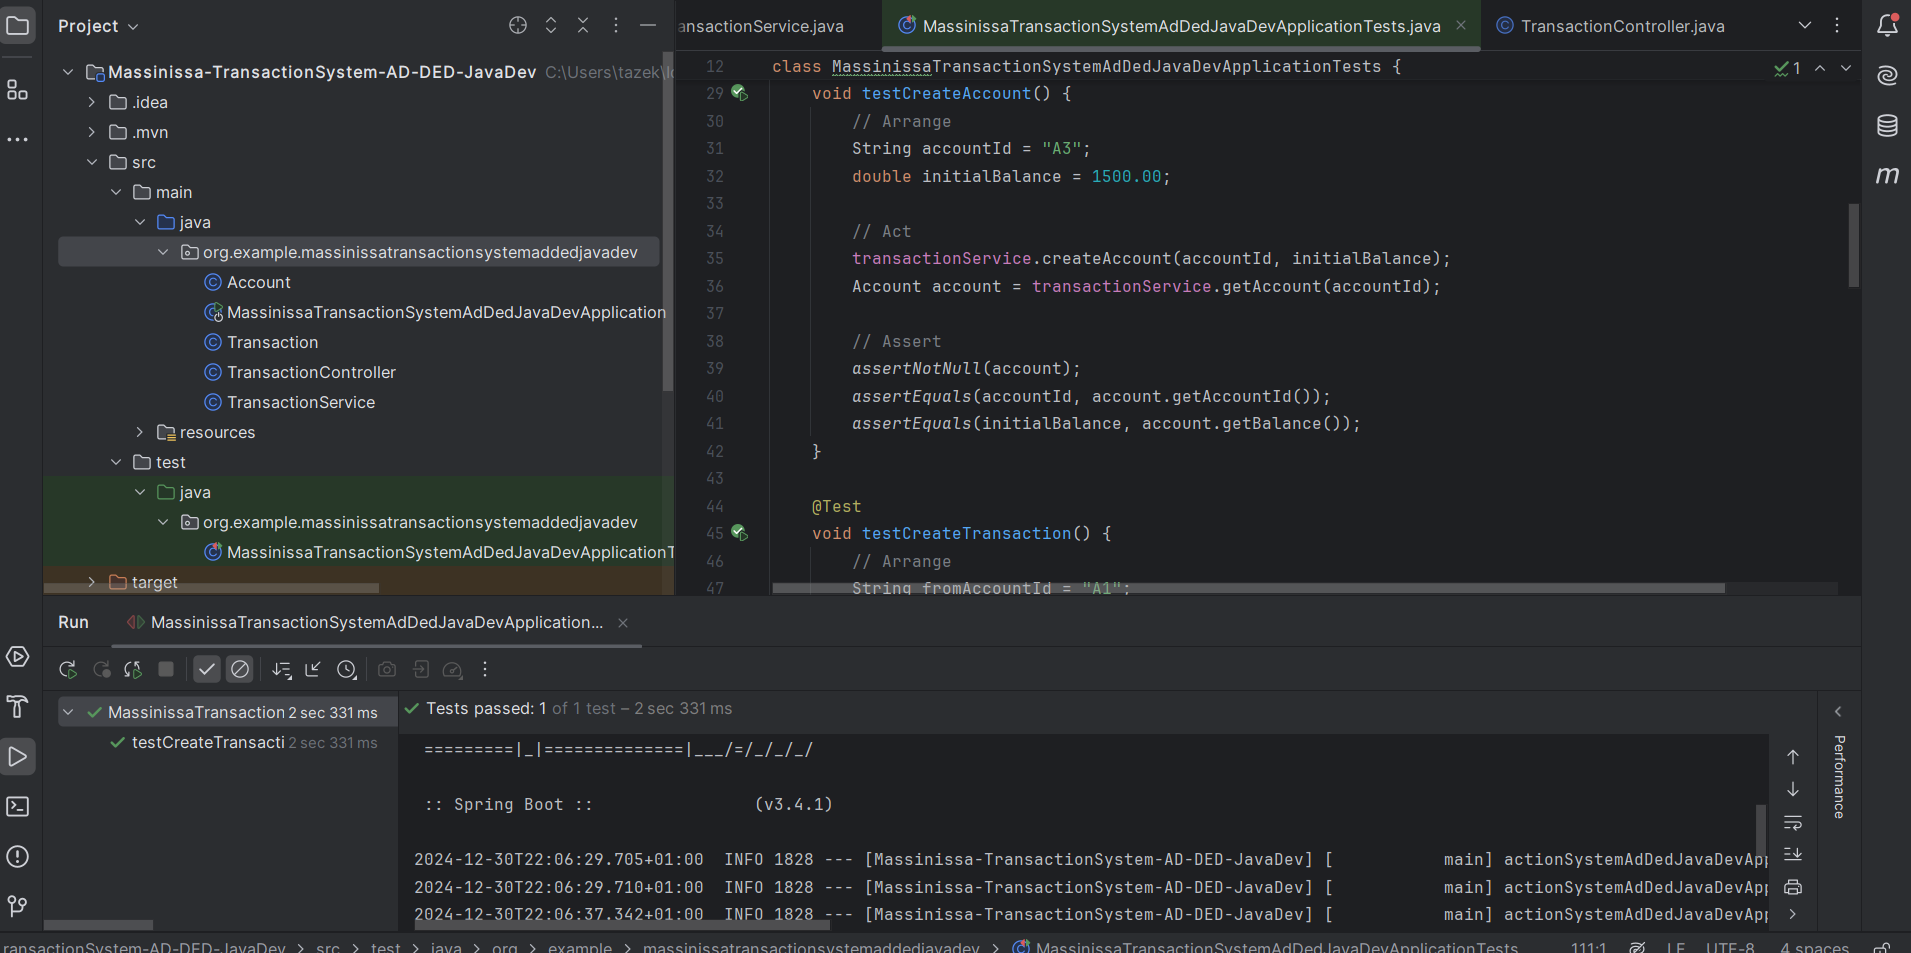 Project
Massinissa-TransactionSystem-AD-DED-JavaDev C:\Users\tazek\
.idea
.mvn
src
main
java
org.example.massinissatransactionsystemaddedjavadev
Account
MassinissaTransactionSystemAdDedJavaDevApplication
Transaction
TransactionController
TransactionService
resources
test
java
org.example.massinissatransactionsystemaddedjavadev
MassinissaTransactionSystemAdDedJavaDevApplicationT
target
ansactionService.java
MassinissaTransactionSystemAdDedJavaDevApplicationTests.java
TransactionController.java
1
12 class MassinissaTransactionSystemAdDedJavaDevApplicationTests {
29 void testCreateAccount() {
30 // Arrange
31 String accountId = "A3";
32 double initialBalance = 1500.00;
33
34 // Act
35 transactionService.createAccount(accountId, initialBalance);
36 Account account = transactionService.getAccount(accountId);
37
38 // Assert
39 assertNotNull(account);
40 assertEquals(accountId, account.getAccountId());
41 assertEquals(initialBalance, account.getBalance());
42 }
43
44 @Test
45 void testCreateTransaction() {
46 // Arrange
47 String fromAccountId = "A1";
m
Run
MassinissaTransactionSystemAdDedJavaDevApplication...
MassinissaTransaction 2 sec 331 ms
testCreateTransacti 2 sec 331 ms
Tests passed: 1 of 1 test – 2 sec 331 ms
=========|_|==============|___/=/_/_/_/
:: Spring Boot :: (v3.4.1)
2024-12-30T22:06:29.705+01:00 INFO 1828 --- [Massinissa-TransactionSystem-AD-DED-JavaDev] [ main] actionSystemAdDedJavaDevApp
2024-12-30T22:06:29.710+01:00 INFO 1828 --- [Massinissa-TransactionSystem-AD-DED-JavaDev] [ main] actionSystemAdDedJavaDevApp
2024-12-30T22:06:37.342+01:00 INFO 1828 --- [Massinissa-TransactionSystem-AD-DED-JavaDev] [ main] actionSystemAdDedJavaDevApp
Performance
ransactionSystem-AD-DED-JavaDev > src > test > java > org > example > massinissatransactionsystemaddedjavadev > MassinissaTransactionSystemAdDedJavaDevApplicationTests
111:1 LF UTF-8 4 spaces